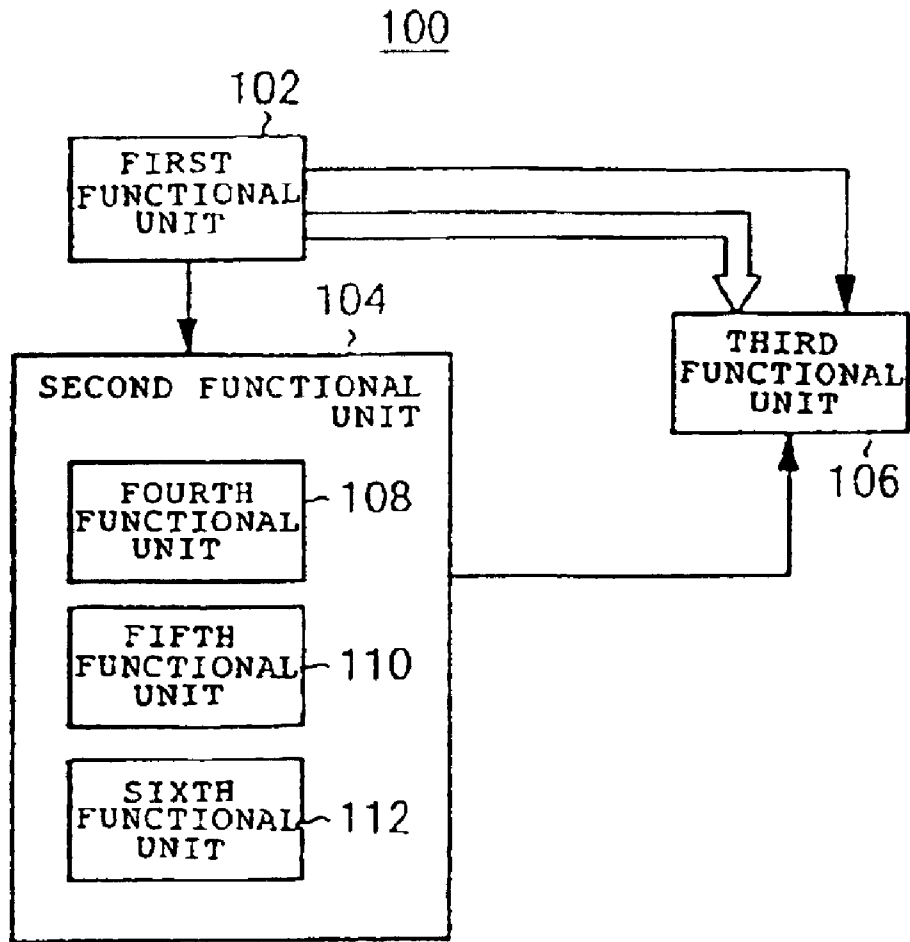 100
102
FIRST
FUNCTIONAL
UNIT
104
SECOND FUNCTIONAL
UNIT
THIRD
FUNCTIONAL
UNIT
106
FOURTH
FUNCTIONAL
UNIT
108
FIFTH
FUNCTIONAL
UNIT
110
SIXTH
FUNCTIONAL
UNIT
112